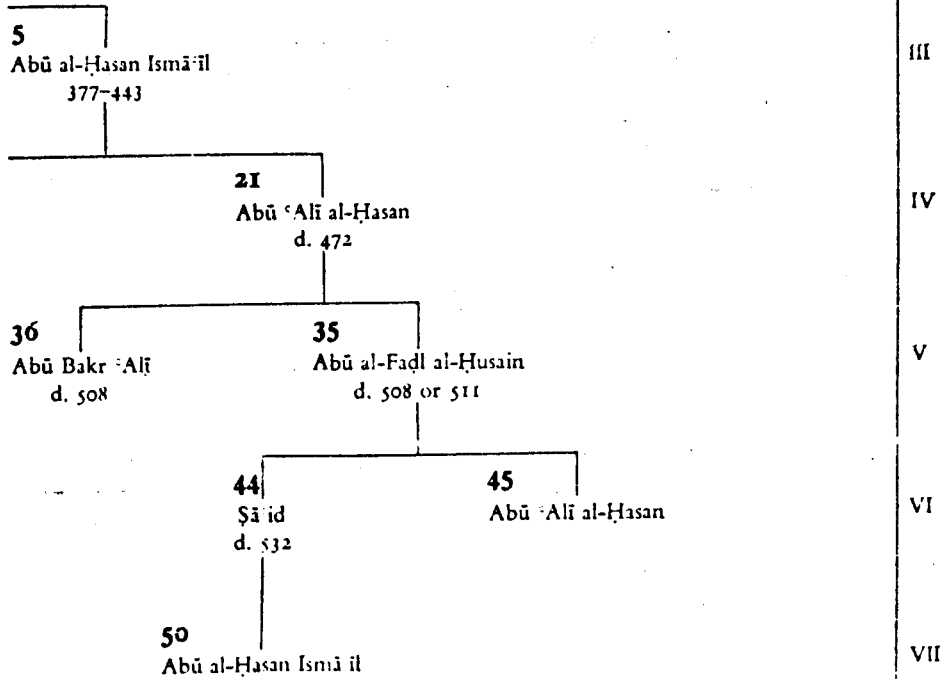 5
III
Abū al-Ḥasan Ismāʿīl
377-443
21
IV
Abū ʿAlī al-Ḥasan
d. 472
36
35
V
Abū Bakr ʿAlī
Abū al-Faḍl al-Ḥusain
d. 508
d. 508 or 511
44
45
VI
Ṣāʿid
Abū ʿAlī al-Ḥasan
d. 532
50
VII
Abū al-Ḥasan Ismāʿīl